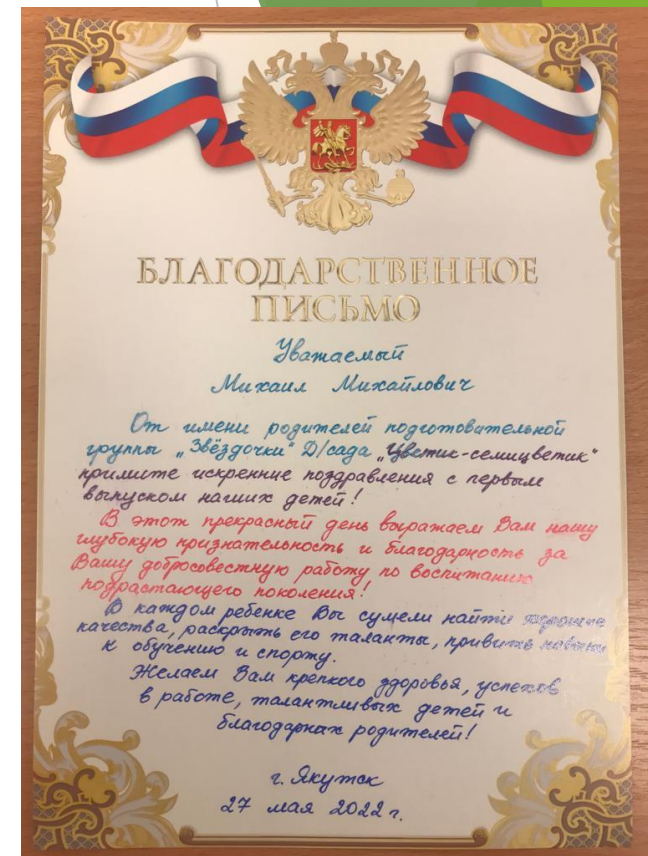 БЛАГОДАРСТВЕННОЕ
ПИСЬМО
Уважаемый
Михаил Михайлович
От имени родителей подготовительной
группы „Звёздочки" Д/сада „Цветик-семицветик"
примите искренние поздравления с первым
выпуском наших детей!
В этот прекрасный день выражаем Вам нашу
глубокую признательность и благодарность за
Вашу добросовестную работу по воспитанию
подрастающего поколения!
В каждом ребенке Вы сумели найти хорошие
качества, раскрыть его таланты, привить навыки
к обучению и спорту.
Желаем Вам крепкого здоровья, успехов
в работе, талантливых детей и
благодарных родителей!
г. Якутск
27 мая 2022 г.